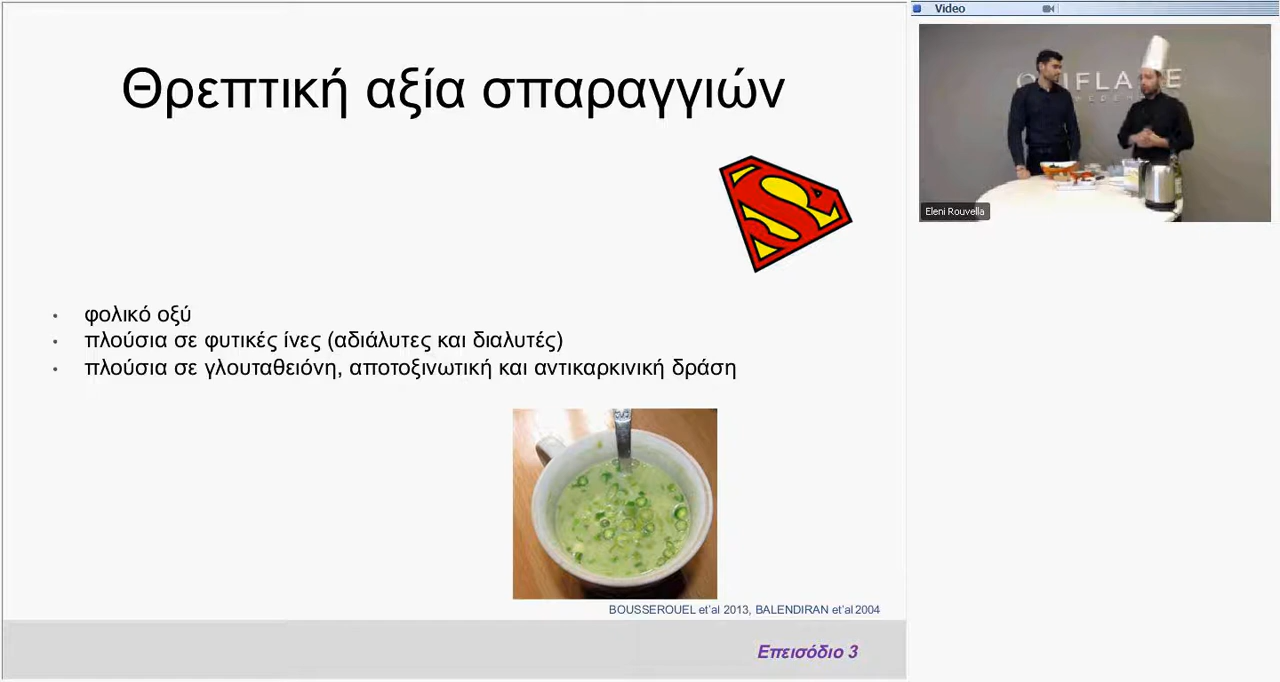 Θρεπτική αξία σπαραγγιών
φολικό οξύ
πλούσια σε φυτικές ίνες (αδιάλυτες και διαλυτές)
πλούσια σε γλουταθειόνη, αποτοξινωτική και αντικαρκινική δράση
BOUSSEROUEL et'al 2013, BALENDIRAN et'al 2004
Επεισόδιο 3
Video
Eleni Rouvella